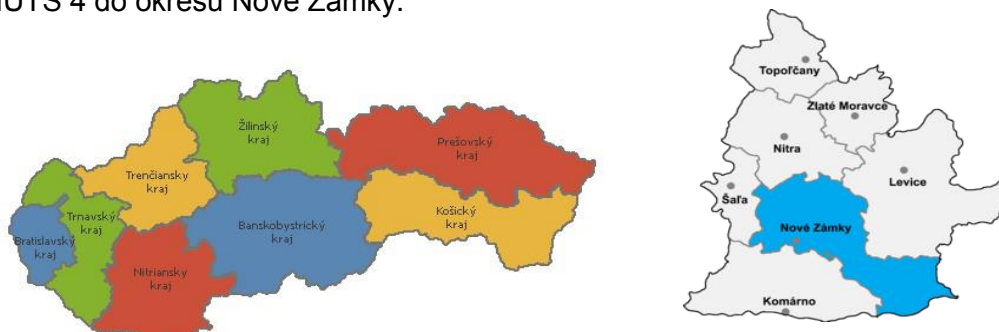 NUTS 4 do okresu Nové Zámky.
Žilinský
kraj
Prešovský
kraj
Trenčiansky
kraj
Košický
kraj
Trnavský
kraj
Banskobystrický
kraj
Bratislavský
kraj
Nitriansky
kraj
Topoľčany
Zlaté Moravce
Nitra
Levice
Šaľa
Nové Zámky
Komárno